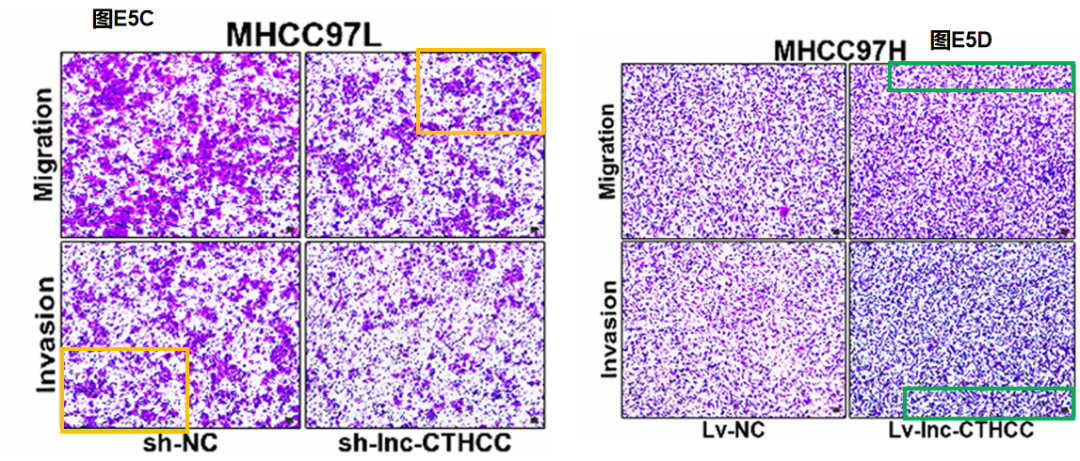 图E5C
MHCC97L
Migration
Invasion
sh-NC
sh-lnc-CTHCC
图E5D
MHCC97H
Migration
Invasion
Lv-NC
Lv-lnc-CTHCC